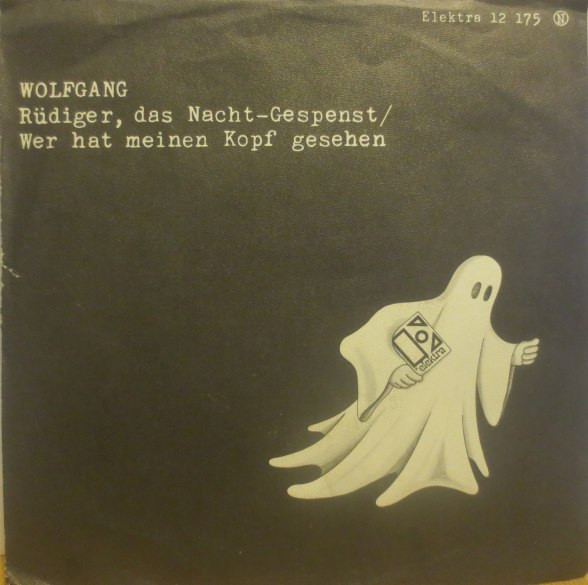 Elektra 12 175 Ⓝ
WOLFGANG
Rüdiger, das Nacht-Gespenst/
Wer hat meinen Kopf gesehen
elektra